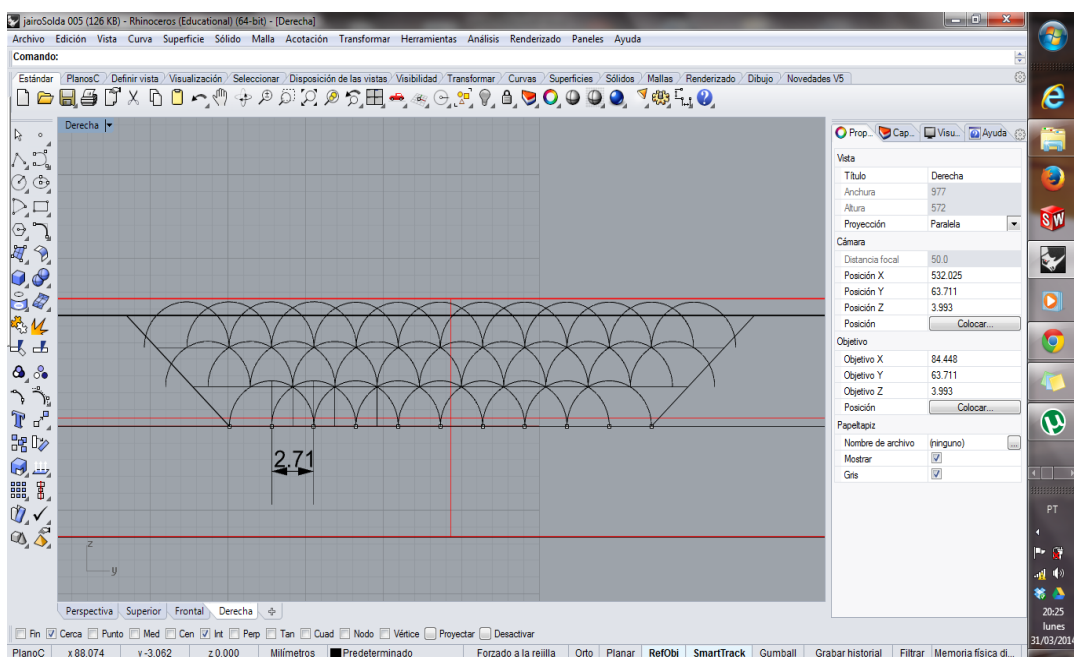 jairoSolda 005 (126 KB) - Rhinoceros (Educational) (64-bit) - [Derecha]
Archivo Edición Vista Curva Superficie Sólido Malla Acotación Transformar Herramientas Análisis Renderizado Paneles Ayuda
Comando:
Estándar PlanosC Definir vista Visualización Seleccionar Disposición de las vistas Visibilidad Transformar Curvas Superficies Sólidos Mallas Renderizado Dibujo Novedades V5
Derecha
Prop... Cap... Visu... Ayuda
Vista
Título Derecha
Anchura 977
Altura 572
Proyección Paralela
Cámara
Distancia focal 50.0
Posición X 532.025
Posición Y 63.711
Posición Z 3.993
Posición Colocar...
Objetivo
Objetivo X 84.448
Objetivo Y 63.711
Objetivo Z 3.993
Posición Colocar...
Papeltapiz
Nombre de archivo (ninguno) ...
Mostrar
Gris
2.71
z
y
Perspectiva Superior Frontal Derecha
Fin Cerca Punto Med Cen Int Perp Tan Cuad Nodo Vértice Proyectar Desactivar
PlanoC x 88.074 y -3.062 z 0.000 Milímetros Predeterminado Forzado a la rejilla Orto Planar RefObj SmartTrack Gumball Grabar historial Filtrar Memoria física di...
SW
PT
20:25
lunes
31/03/2014